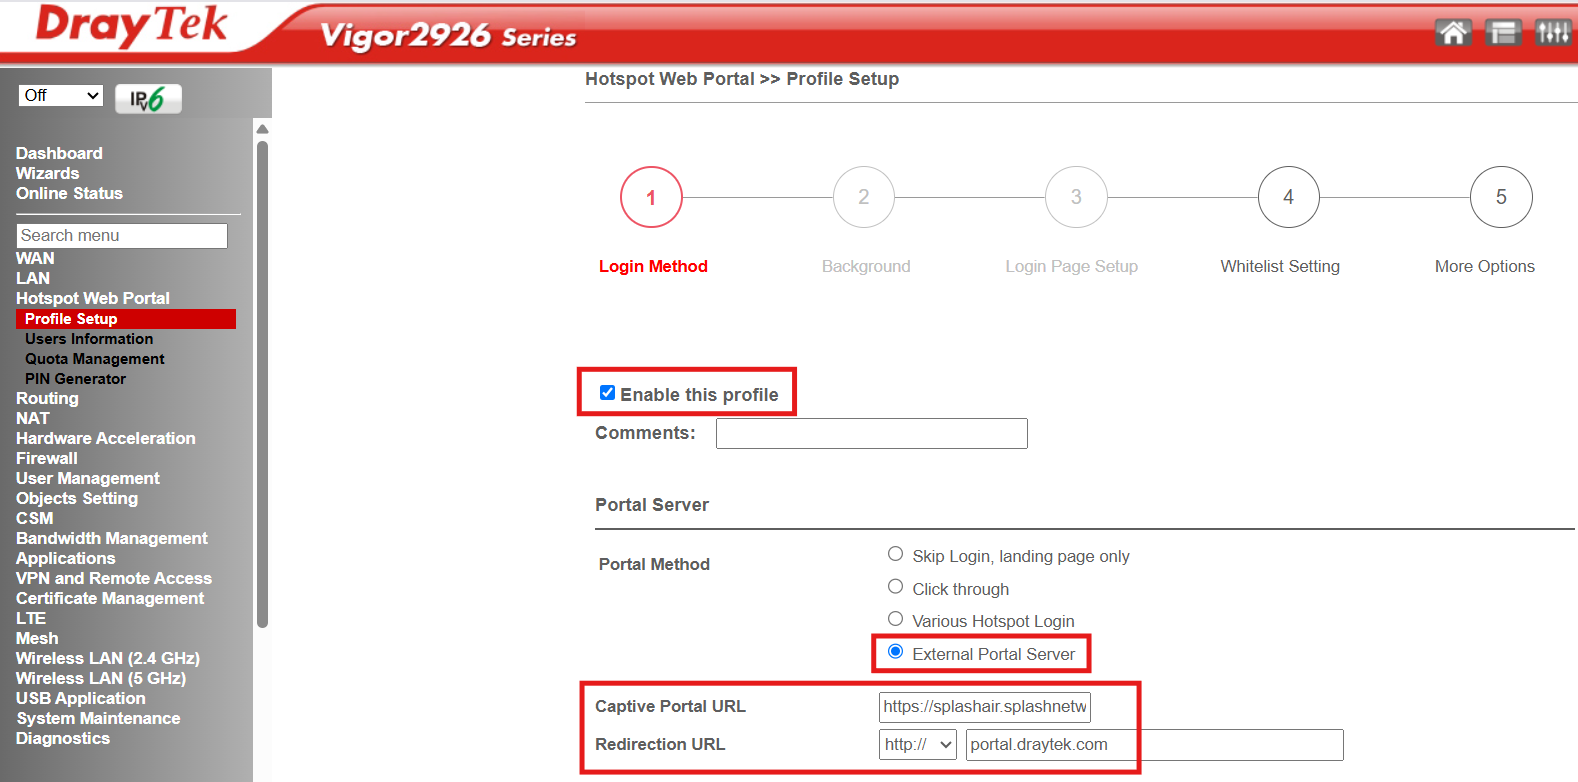 DrayTek
Vigor2926 Series
Off
IPv6
Dashboard
Wizards
Online Status
Search menu
WAN
LAN
Hotspot Web Portal
Profile Setup
Users Information
Quota Management
PIN Generator
Routing
NAT
Hardware Acceleration
Firewall
User Management
Objects Setting
CSM
Bandwidth Management
Applications
VPN and Remote Access
Certificate Management
LTE
Mesh
Wireless LAN (2.4 GHz)
Wireless LAN (5 GHz)
USB Application
System Maintenance
Diagnostics
Hotspot Web Portal >> Profile Setup
1 2 3 4 5
Login Method Background Login Page Setup Whitelist Setting More Options
Enable this profile
Comments:
Portal Server
Portal Method
Skip Login, landing page only
Click through
Various Hotspot Login
External Portal Server
Captive Portal URL https://splashair.splashnetw
Redirection URL http:// portal.draytek.com